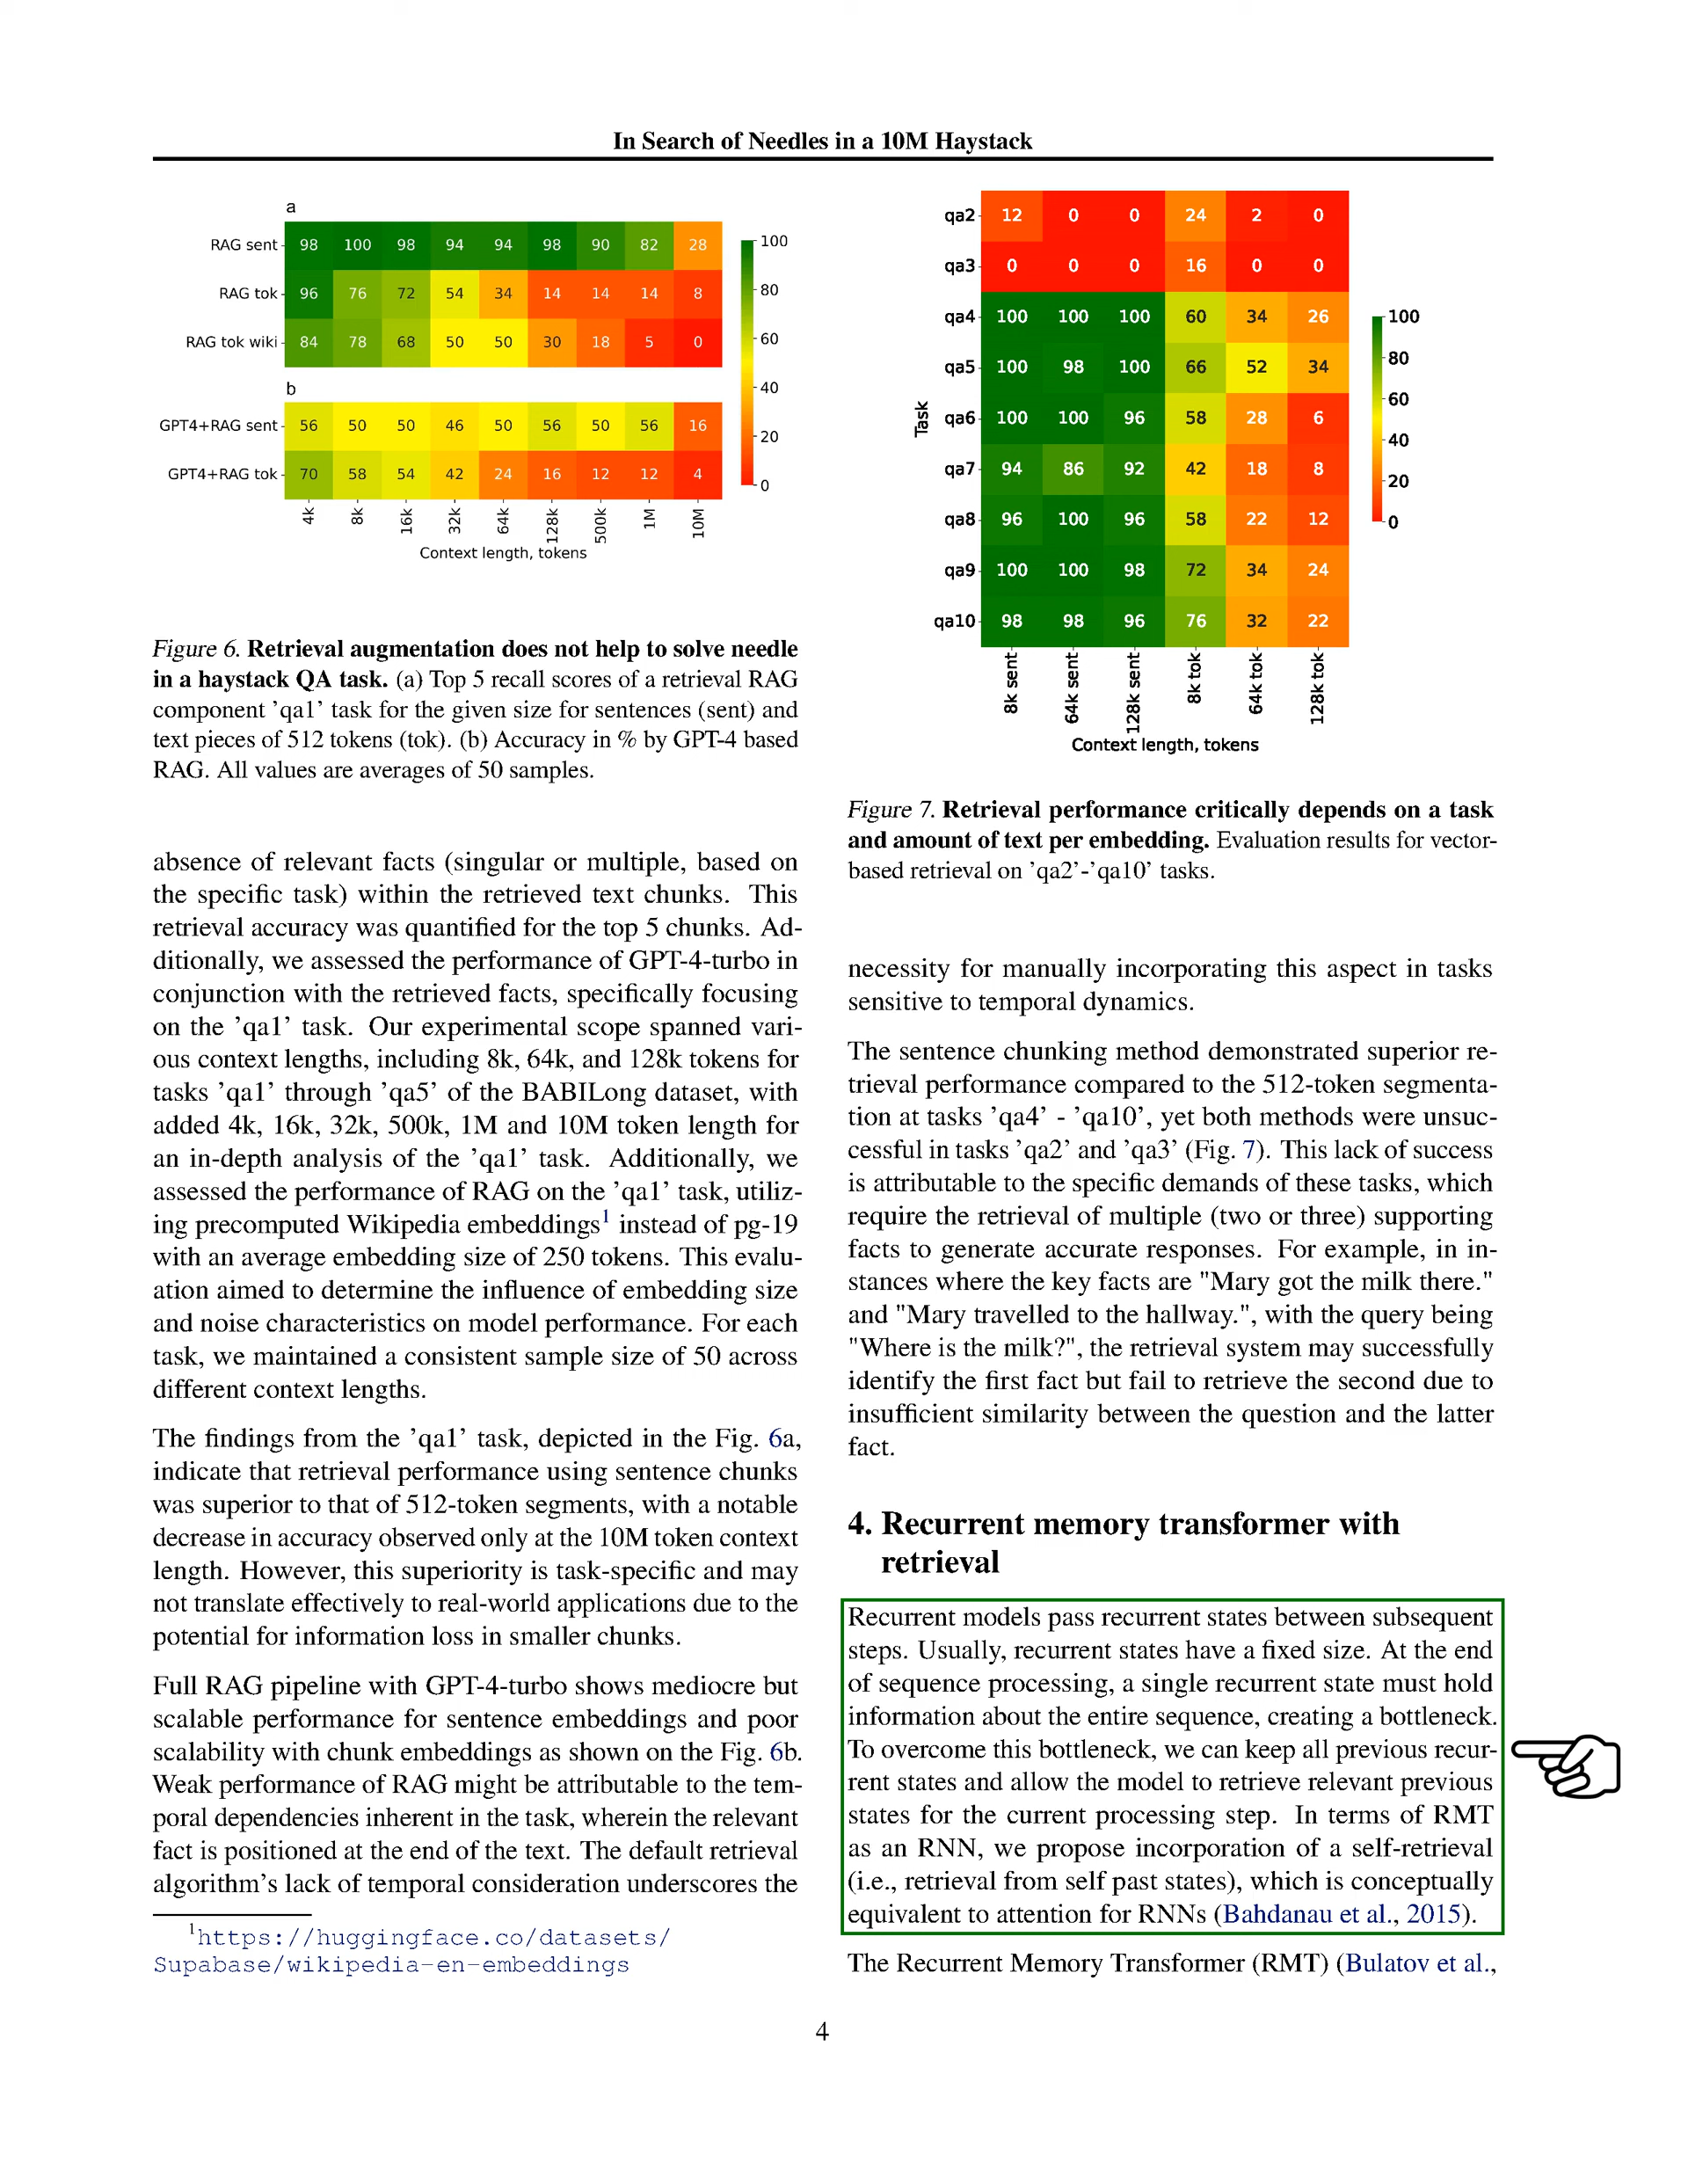 In Search of Needles in a 10M Haystack
a
RAG sent 98 100 98 94 94 98 90 82 28
RAG tok 96 76 72 54 34 14 14 14 8
RAG tok wiki 84 78 68 50 50 30 18 5 0
b
GPT4+RAG sent 56 50 50 46 50 56 50 56 16
GPT4+RAG tok 70 58 54 42 24 16 12 12 4
4k 8k 16k 32k 64k 128k 500k 1M 10M
Context length, tokens
100
80
60
40
20
0
Figure 6. Retrieval augmentation does not help to solve needle
in a haystack QA task. (a) Top 5 recall scores of a retrieval RAG
component ’qa1’ task for the given size for sentences (sent) and
text pieces of 512 tokens (tok). (b) Accuracy in % by GPT-4 based
RAG. All values are averages of 50 samples.
absence of relevant facts (singular or multiple, based on
the specific task) within the retrieved text chunks. This
retrieval accuracy was quantified for the top 5 chunks. Ad-
ditionally, we assessed the performance of GPT-4-turbo in
conjunction with the retrieved facts, specifically focusing
on the ’qa1’ task. Our experimental scope spanned vari-
ous context lengths, including 8k, 64k, and 128k tokens for
tasks ’qa1’ through ’qa5’ of the BABILong dataset, with
added 4k, 16k, 32k, 500k, 1M and 10M token length for
an in-depth analysis of the ’qa1’ task. Additionally, we
assessed the performance of RAG on the ’qa1’ task, utiliz-
ing precomputed Wikipedia embeddings1 instead of pg-19
with an average embedding size of 250 tokens. This evalu-
ation aimed to determine the influence of embedding size
and noise characteristics on model performance. For each
task, we maintained a consistent sample size of 50 across
different context lengths.
The findings from the ’qa1’ task, depicted in the Fig. 6a,
indicate that retrieval performance using sentence chunks
was superior to that of 512-token segments, with a notable
decrease in accuracy observed only at the 10M token context
length. However, this superiority is task-specific and may
not translate effectively to real-world applications due to the
potential for information loss in smaller chunks.
Full RAG pipeline with GPT-4-turbo shows mediocre but
scalable performance for sentence embeddings and poor
scalability with chunk embeddings as shown on the Fig. 6b.
Weak performance of RAG might be attributable to the tem-
poral dependencies inherent in the task, wherein the relevant
fact is positioned at the end of the text. The default retrieval
algorithm’s lack of temporal consideration underscores the
1https://huggingface.co/datasets/
Supabase/wikipedia-en-embeddings
Task
qa2 12 0 0 24 2 0
qa3 0 0 0 16 0 0
qa4 100 100 100 60 34 26
qa5 100 98 100 66 52 34
qa6 100 100 96 58 28 6
qa7 94 86 92 42 18 8
qa8 96 100 96 58 22 12
qa9 100 100 98 72 34 24
qa10 98 98 96 76 32 22
8k sent 64k sent 128k sent 8k tok 64k tok 128k tok
Context length, tokens
100
80
60
40
20
0
Figure 7. Retrieval performance critically depends on a task
and amount of text per embedding. Evaluation results for vector-
based retrieval on ’qa2’-’qa10’ tasks.
necessity for manually incorporating this aspect in tasks
sensitive to temporal dynamics.
The sentence chunking method demonstrated superior re-
trieval performance compared to the 512-token segmenta-
tion at tasks ’qa4’ - ’qa10’, yet both methods were unsuc-
cessful in tasks ’qa2’ and ’qa3’ (Fig. 7). This lack of success
is attributable to the specific demands of these tasks, which
require the retrieval of multiple (two or three) supporting
facts to generate accurate responses. For example, in in-
stances where the key facts are "Mary got the milk there."
and "Mary travelled to the hallway.", with the query being
"Where is the milk?", the retrieval system may successfully
identify the first fact but fail to retrieve the second due to
insufficient similarity between the question and the latter
fact.
4. Recurrent memory transformer with
retrieval
Recurrent models pass recurrent states between subsequent
steps. Usually, recurrent states have a fixed size. At the end
of sequence processing, a single recurrent state must hold
information about the entire sequence, creating a bottleneck.
To overcome this bottleneck, we can keep all previous recur-
rent states and allow the model to retrieve relevant previous
states for the current processing step. In terms of RMT
as an RNN, we propose incorporation of a self-retrieval
(i.e., retrieval from self past states), which is conceptually
equivalent to attention for RNNs (Bahdanau et al., 2015).
The Recurrent Memory Transformer (RMT) (Bulatov et al.,
4